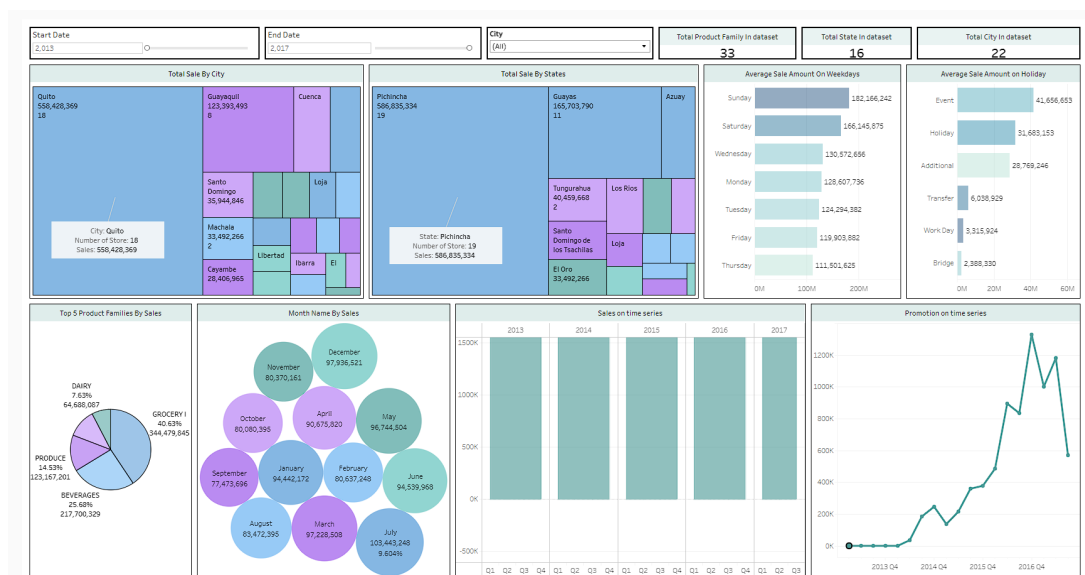 Start Date
2,013
End Date
2,017
City
(All)
Total Product Family In dataset
33
Total State In dataset
16
Total City In dataset
22
Total Sale By City
Quito
558,428,369
18
Guayaquil
123,393,493
8
Cuenca
Santo
Domingo
35,944,846
Loja
Machala
33,492,266
2
Libertad
Cayambe
28,406,965
Ibarra
El
City: Quito
Number of Store: 18
Sales: 558,428,369
Total Sale By States
Pichincha
586,835,334
19
Guayas
165,703,790
11
Azuay
Tungurahua
40,459,668
2
Los Ríos
Santo
Domingo de
los Tsachilas
Loja
El Oro
33,492,266
State: Pichincha
Number of Store: 19
Sales: 586,835,334
Average Sale Amount On Weekdays
Sunday
182,166,242
Saturday
166,145,875
Wednesday
130,572,656
Monday
128,607,736
Tuesday
124,294,382
Friday
119,903,882
Thursday
111,501,625
0M 100M 200M
Average Sale Amount on Holiday
Event
41,656,653
Holiday
31,683,153
Additional
28,769,246
Transfer
6,038,929
Work Day
3,315,924
Bridge
2,388,330
0M 20M 40M 60M
Top 5 Product Families By Sales
DAIRY
7.63%
64,688,087
GROCERY I
40.63%
344,479,845
PRODUCE
14.53%
123,167,201
BEVERAGES
25.68%
217,700,329
Month Name By Sales
December
97,936,521
November
80,370,161
October
80,080,395
April
90,675,820
May
96,744,504
September
77,473,696
January
94,442,172
February
80,637,248
June
94,539,968
August
83,472,395
March
97,228,508
July
103,443,248
9.604%
Sales on time series
2013 2014 2015 2016 2017
1500K
500K
0K
-500K
Q1 Q2 Q3 Q4 Q1 Q2 Q3 Q4 Q1 Q2 Q3 Q4 Q1 Q2 Q3 Q4 Q1 Q2 Q3
Promotion on time series
1200K
1000K
800K
600K
400K
200K
0K
2013 Q4 2014 Q4 2015 Q4 2016 Q4